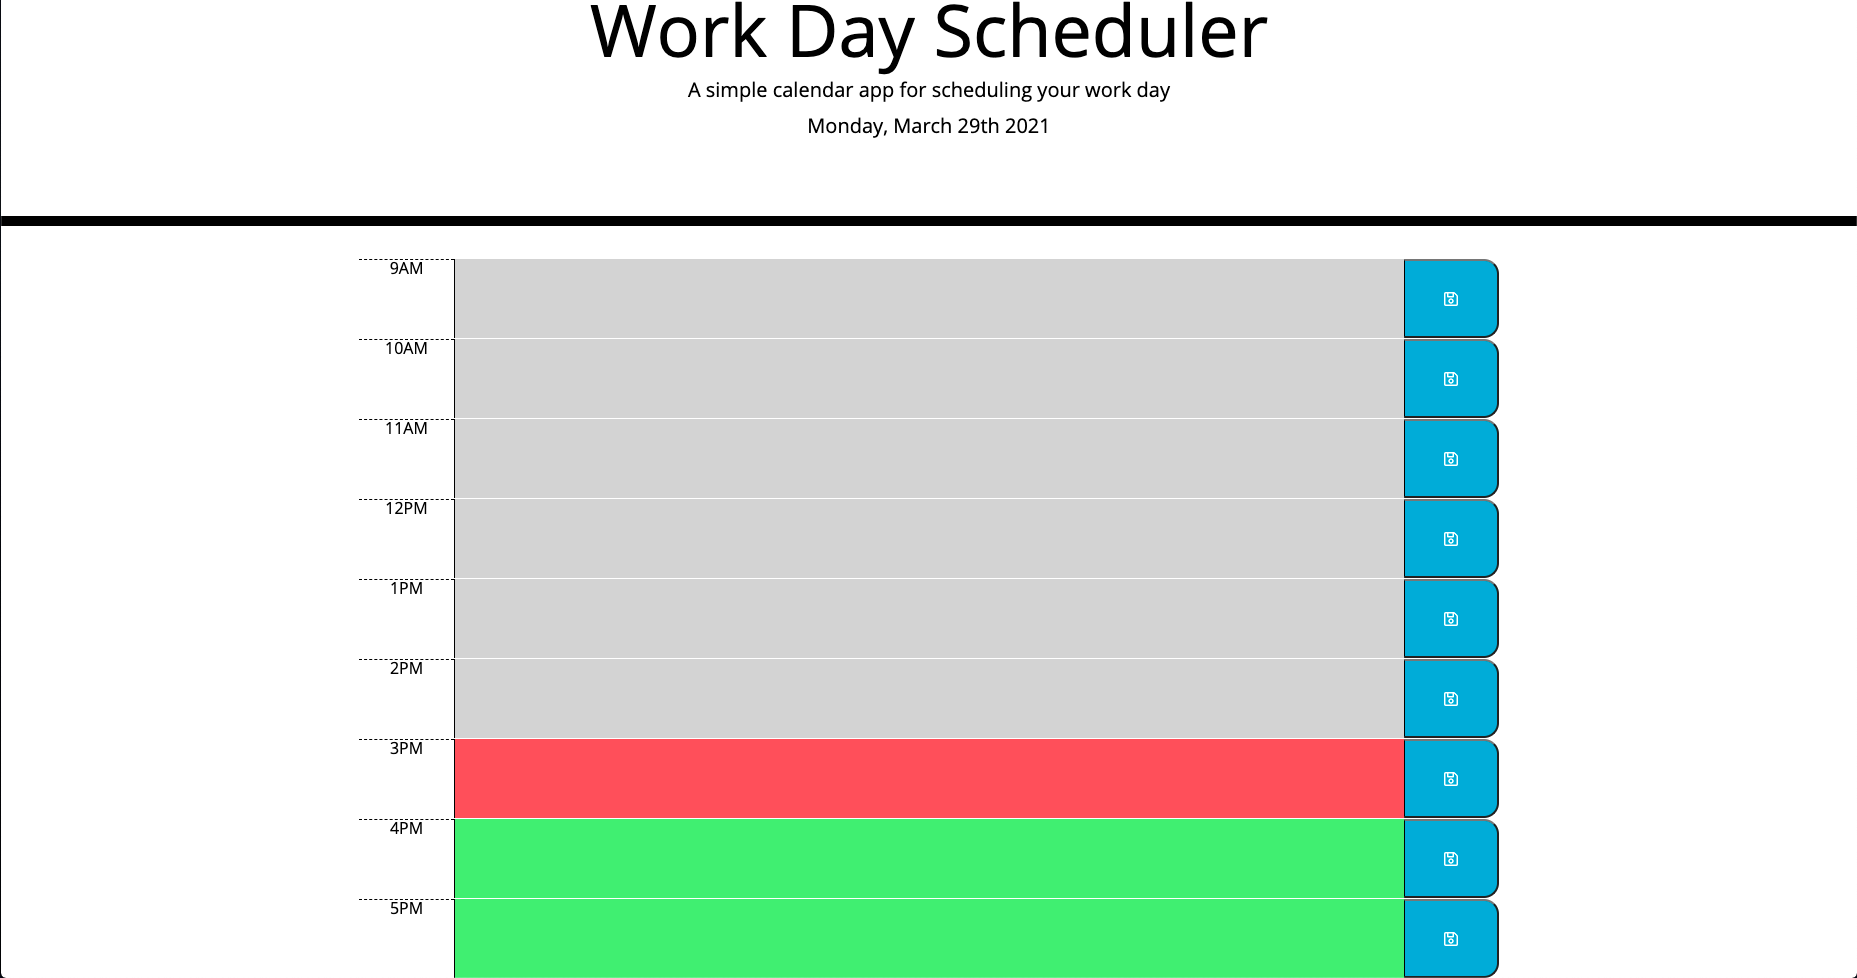 Work Day Scheduler
A simple calendar app for scheduling your work day
Monday, March 29th 2021
9AM
10AM
11AM
12PM
1PM
2PM
3PM
4PM
5PM